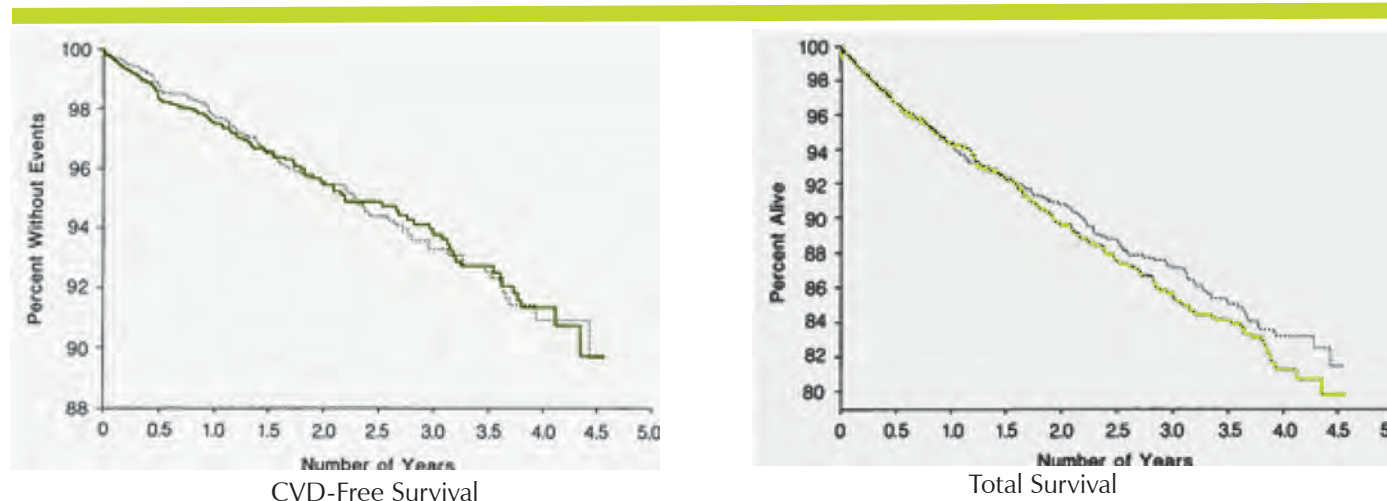 100
98
96
94
92
90
88
Percent Without Events
0 0.5 1.0 1.5 2.0 2.5 3.0 3.5 4.0 4.5 5.0
Number of Years
CVD-Free Survival
100
98
96
94
92
90
88
86
84
82
80
Percent Alive
0 0.5 1.0 1.5 2.0 2.5 3.0 3.5 4.0 4.5 5.
Number of Years
Total Survival